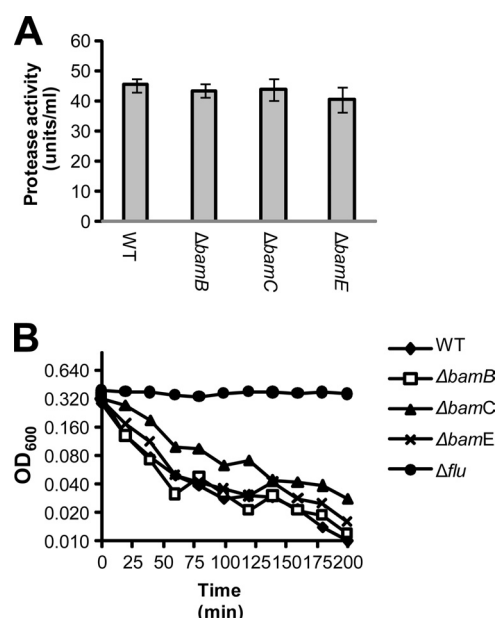 A
Protease activity
(units/ml)
60
50
40
30
20
10
0
WT
ΔbamB
ΔbamC
ΔbamE
B
OD600
0.640
0.320
0.160
0.080
0.040
0.020
0.010
0 25 50 75 100 125 150 175 200
Time
(min)
WT
ΔbamB
ΔbamC
ΔbamE
Δflu